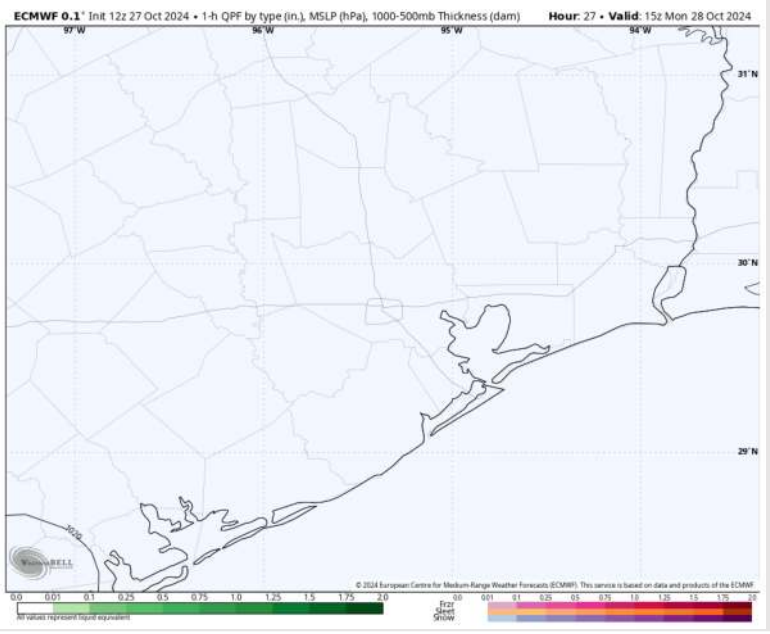 ECMWF 0.1° Init 12z 27 Oct 2024 • 1-h QPF by type (in.), MSLP (hPa), 1000-500mb Thickness (dam) Hour: 27 • Valid: 15z Mon 28 Oct 2024
97°W 96°W 95°W 94°W
31°N
30°N
29°N
1020
WeatherBELL
© 2024 European Centre for Medium-Range Weather Forecasts (ECMWF). This service is based on data and products of the ECMWF
0.0 0.01 0.1 0.25 0.5 0.75 1.0 1.25 1.5 1.75 2.0 0.0 0.01 0.1 0.25 0.5 0.75 1.0 1.25 1.5 1.75 2.0
Frzr
Sleet
Snow
All values represent liquid equivalent